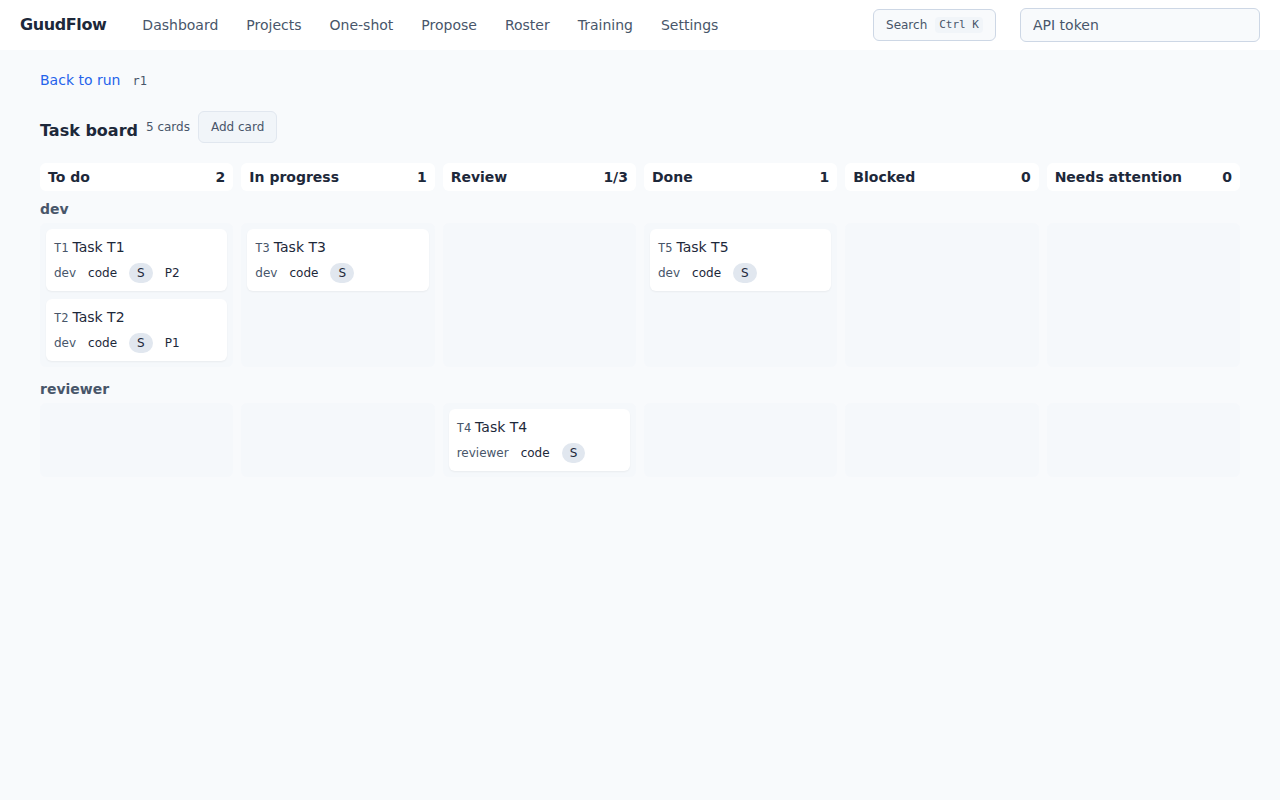 GuudFlow Dashboard Projects One-shot Propose Roster Training Settings Search Ctrl K API token
Back to run r1
Task board 5 cards Add card
To do 2 In progress 1 Review 1/3 Done 1 Blocked 0 Needs attention 0
dev
T1 Task T1 T3 Task T3 T5 Task T5
dev code S P2 dev code S dev code S
T2 Task T2
dev code S P1
reviewer
T4 Task T4
reviewer code S